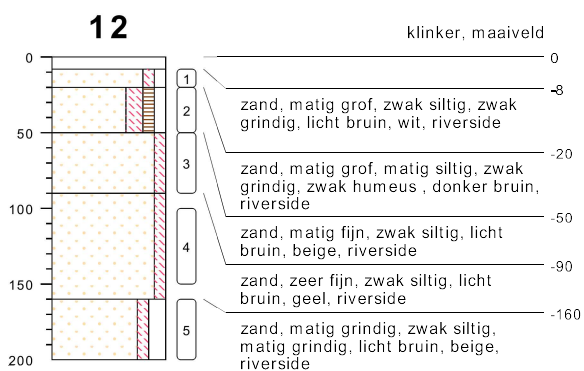 12
klinker, maaiveld
0
0
-8
1
zand, matig grof, zwak siltig, zwak
grindig, licht bruin, wit, riverside
2
-20
50
zand, matig grof, matig siltig, zwak
grindig, zwak humeus , donker bruin,
riverside
3
-50
zand, matig fijn, zwak siltig, licht
bruin, beige, riverside
100
4
-90
zand, zeer fijn, zwak siltig, licht
bruin, geel, riverside
150
-160
5
zand, matig grindig, zwak siltig,
matig grindig, licht bruin, beige,
riverside
200